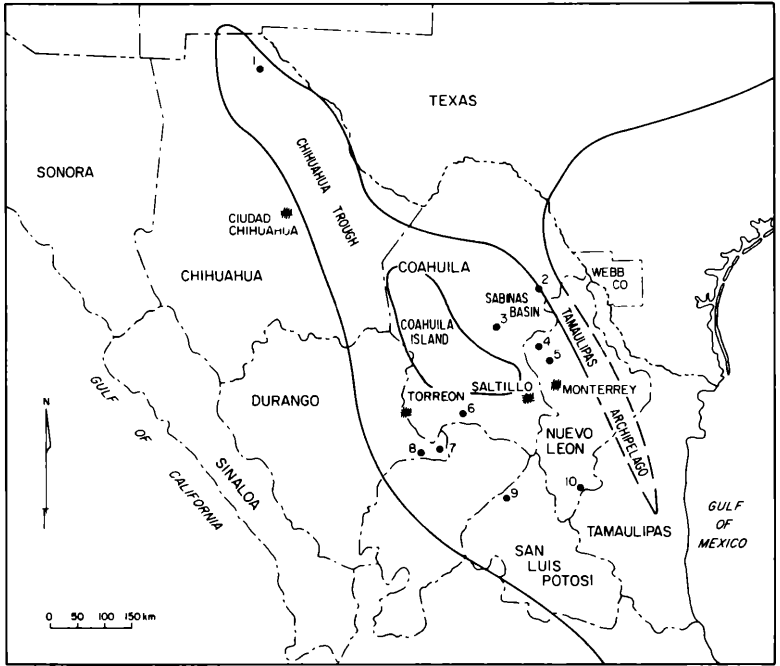 1
TEXAS
SONORA
CHIHUAHUA TROUGH
CIUDAD
CHIHUAHUA
CHIHUAHUA
COAHUILA
WEBB
CO
2
SABINAS
BASIN
3
TAMAULIPAS
ARCHIPELAGO
COAHUILA
ISLAND
4
5
SALTILLO
MONTERREY
TORREON
6
DURANGO
N
GULF
OF
CALIFORNIA
SINALOA
NUEVO
LEON
7
8
9
10
GULF
OF
MEXICO
TAMAULIPAS
SAN
LUIS
POTOSI
0 50 100 150 km